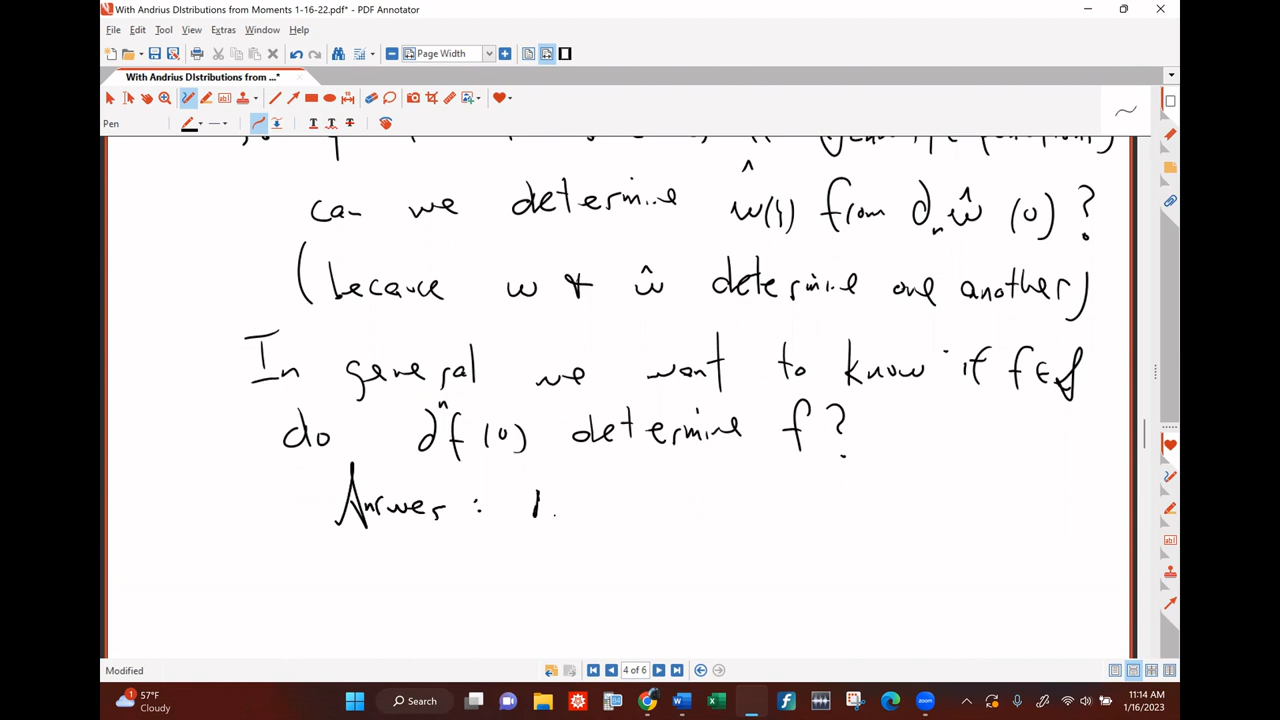 With Andrius DIstributions from Moments 1-16-22.pdf* - PDF Annotator
File Edit Tool View Extras Window Help
Page Width
With Andrius DIstributions from ...*
Pen
can we determine ŵ(ξ) from ∂ₙ ŵ (0) ?
(because w & ŵ determine one another)
In general we want to know if f ∈ 𝒮
do ∂ⁿf(0) determine f ?
Answer :
Modified
4 of 6
57°F
Cloudy
Search
11:14 AM
1/16/2023